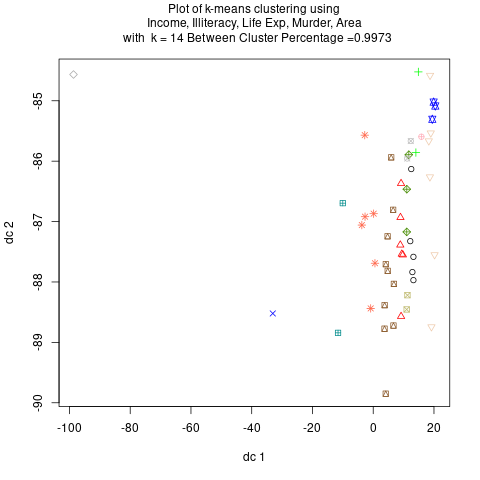 Plot of k-means clustering using
Income, Illiteracy, Life Exp, Murder, Area
with k = 14 Between Cluster Percentage =0.9973
-85
-86
-87
-88
-89
-90
dc 2
-100
-80
-60
-40
-20
0
20
dc 1